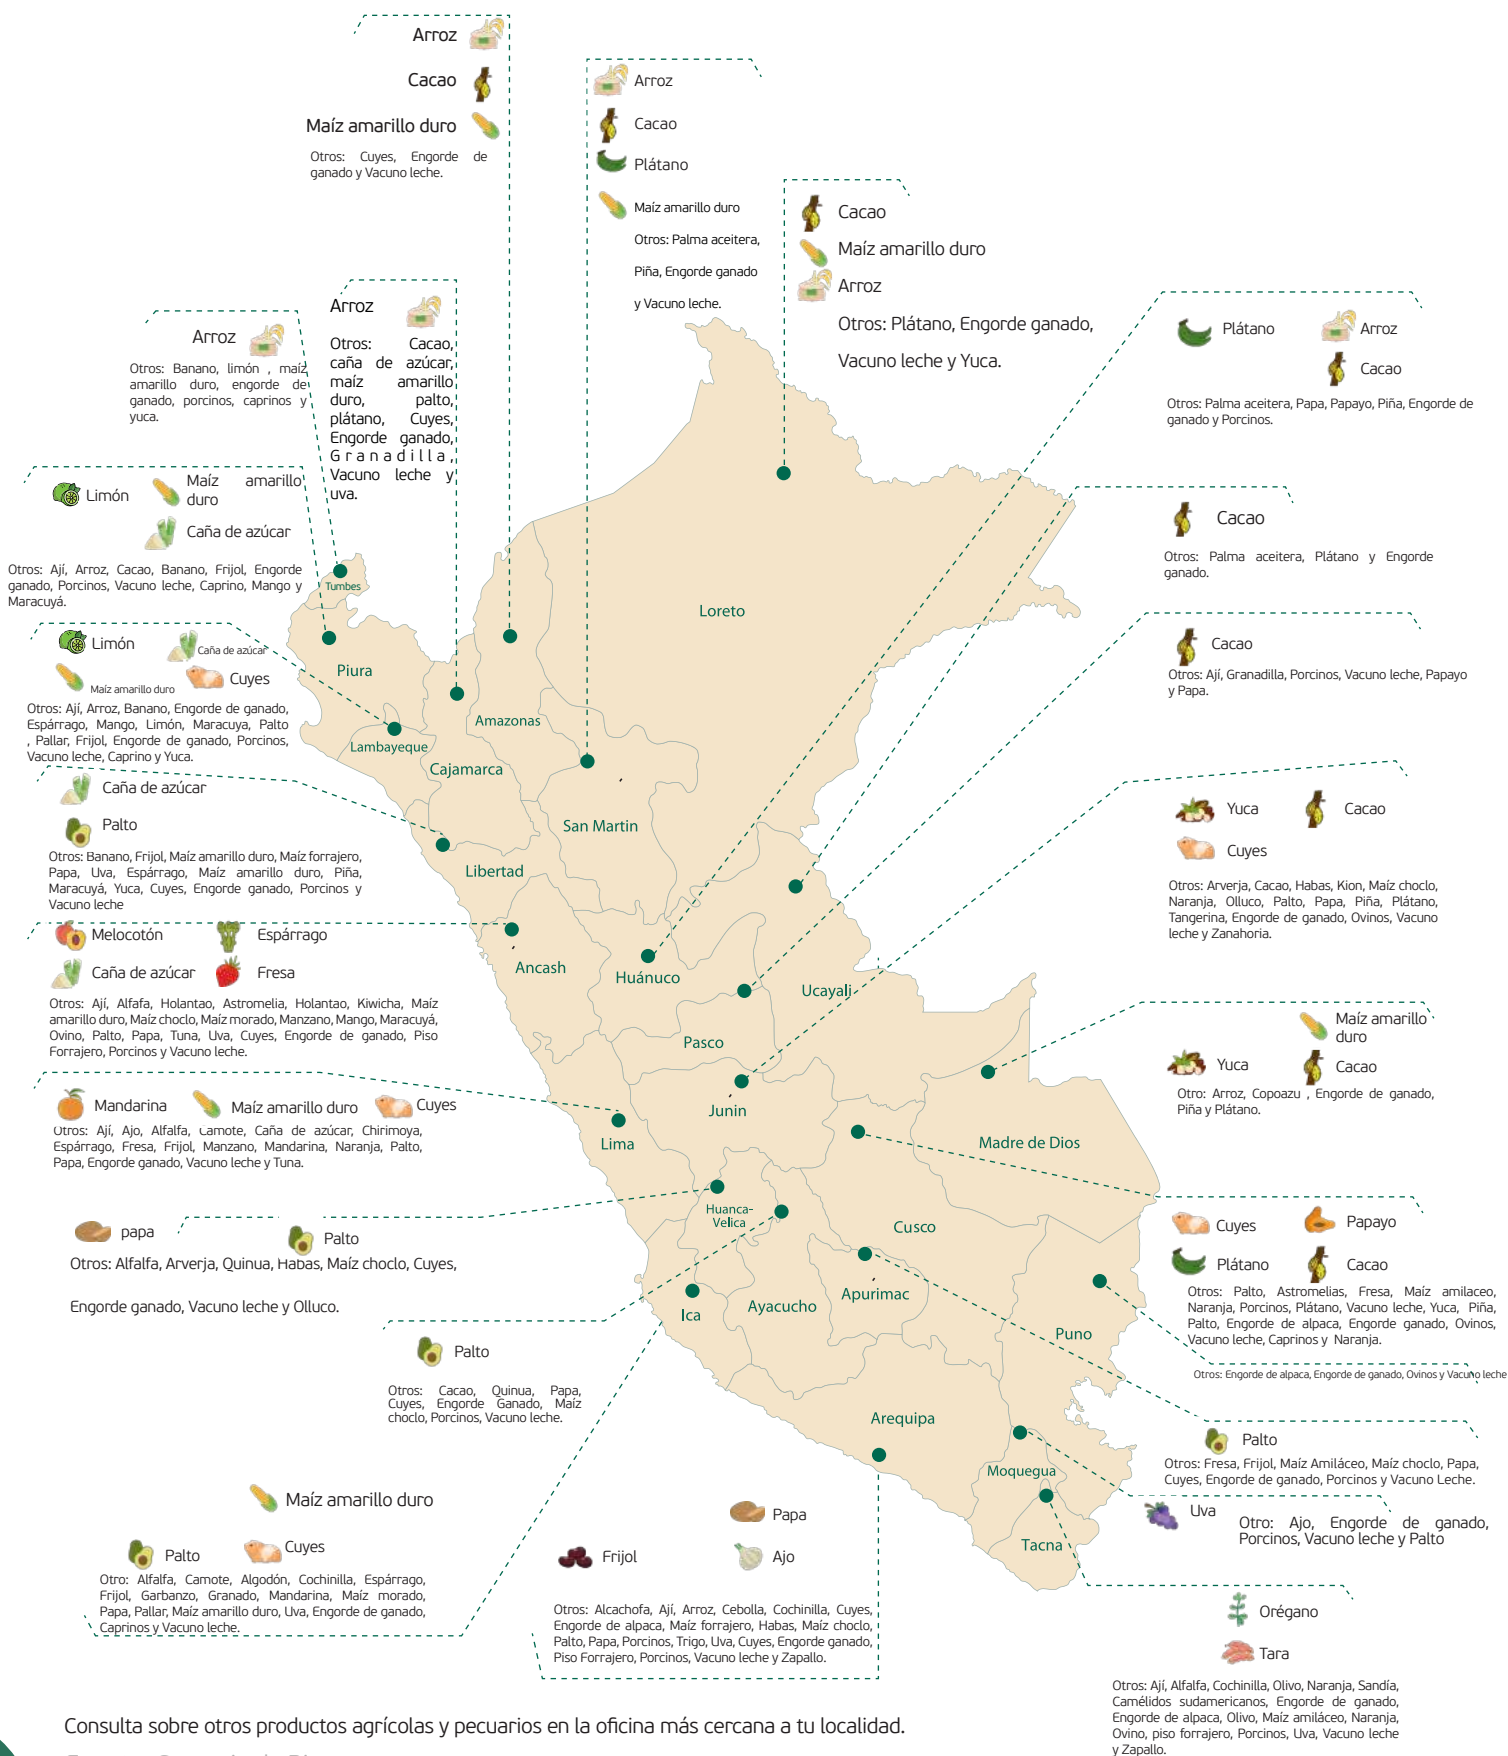 Arroz
Cacao
Maíz amarillo duro
Otros: Cuyes, Engorde de
ganado y Vacuno leche.
Arroz
Cacao
Plátano
Maíz amarillo duro
Otros: Palma aceitera,
Piña, Engorde ganado
y Vacuno leche.
Cacao
Maíz amarillo duro
Arroz
Otros: Plátano, Engorde ganado,
Vacuno leche y Yuca.
Arroz
Otros: Cacao,
caña de azúcar,
maíz amarillo
duro, palto,
plátano, Cuyes,
Engorde ganado,
Granadilla,
Vacuno leche y
uva.
Arroz
Otros: Banano, limón , maíz
amarillo duro, engorde de
ganado, porcinos, caprinos y
yuca.
Plátano
Arroz
Cacao
Otros: Palma aceitera, Papa, Papayo, Piña, Engorde de
ganado y Porcinos.
Limón
Maíz amarillo
duro
Caña de azúcar
Otros: Ají, Arroz, Cacao, Banano, Frijol, Engorde
ganado, Porcinos, Vacuno leche, Caprino, Mango y
Maracuyá.
Cacao
Otros: Palma aceitera, Plátano y Engorde
ganado.
Limón
Caña de azúcar
Maíz amarillo duro
Cuyes
Otros: Ají, Arroz, Banano, Engorde de ganado,
Espárrago, Mango, Limón, Maracuya, Palto
, Pallar, Frijol, Engorde de ganado, Porcinos,
Vacuno leche, Caprino y Yuca.
Cacao
Otros: Ají, Granadilla, Porcinos, Vacuno leche, Papayo
y Papa.
Caña de azúcar
Palto
Otros: Banano, Frijol, Maíz amarillo duro, Maíz forrajero,
Papa, Uva, Espárrago, Maíz amarillo duro, Piña,
Maracuyá, Yuca, Cuyes, Engorde ganado, Porcinos y
Vacuno leche
Yuca
Cacao
Cuyes
Otros: Arverja, Cacao, Habas, Kion, Maíz choclo,
Naranja, Olluco, Palto, Papa, Piña, Plátano,
Tangerina, Engorde de ganado, Ovinos, Vacuno
leche y Zanahoria.
Melocotón
Espárrago
Caña de azúcar
Fresa
Otros: Ají, Alfafa, Holantao, Astromelia, Holantao, Kiwicha, Maíz
amarillo duro, Maíz choclo, Maíz morado, Manzano, Mango, Maracuyá,
Ovino, Palto, Papa, Tuna, Uva, Cuyes, Engorde de ganado, Piso
Forrajero, Porcinos y Vacuno leche.
Maíz amarillo
duro
Yuca
Cacao
Otro: Arroz, Copoazu , Engorde de ganado,
Piña y Plátano.
Mandarina
Maíz amarillo duro
Cuyes
Otros: Ají, Ajo, Alfalfa, Camote, Caña de azúcar, Chirimoya,
Espárrago, Fresa, Frijol, Manzano, Mandarina, Naranja, Palto,
Papa, Engorde ganado, Vacuno leche y Tuna.
papa
Palto
Otros: Alfalfa, Arverja, Quinua, Habas, Maíz choclo, Cuyes,
Engorde ganado, Vacuno leche y Olluco.
Cuyes
Papayo
Plátano
Cacao
Otros: Palto, Astromelias, Fresa, Maíz amilaceo,
Naranja, Porcinos, Plátano, Vacuno leche, Yuca, Piña,
Palto, Engorde de alpaca, Engorde ganado, Ovinos,
Vacuno leche, Caprinos y Naranja.
Otros: Engorde de alpaca, Engorde de ganado, Ovinos y Vacuno leche
Palto
Otros: Cacao, Quinua, Papa,
Cuyes, Engorde Ganado, Maíz
choclo, Porcinos, Vacuno leche.
Palto
Otros: Fresa, Frijol, Maíz Amiláceo, Maíz choclo, Papa,
Cuyes, Engorde de ganado, Porcinos y Vacuno Leche.
Maíz amarillo duro
Palto
Cuyes
Otro: Alfalfa, Camote, Algodón, Cochinilla, Espárrago,
Frijol, Garbanzo, Granado, Mandarina, Maíz morado,
Papa, Pallar, Maíz amarillo duro, Uva, Engorde de ganado,
Caprinos y Vacuno leche.
Papa
Frijol
Ajo
Otros: Alcachofa, Ají, Arroz, Cebolla, Cochinilla, Cuyes,
Engorde de alpaca, Maíz forrajero, Habas, Maíz choclo,
Palto, Papa, Porcinos, Trigo, Uva, Cuyes, Engorde ganado,
Piso Forrajero, Porcinos, Vacuno leche y Zapallo.
Uva
Otro: Ajo, Engorde de ganado,
Porcinos, Vacuno leche y Palto
Orégano
Tara
Otros: Ají, Alfalfa, Cochinilla, Olivo, Naranja, Sandía,
Camélidos sudamericanos, Engorde de ganado,
Engorde de alpaca, Olivo, Maíz amiláceo, Naranja,
Ovino, piso forrajero, Porcinos, Uva, Vacuno leche
y Zapallo.
Tumbes
Piura
Loreto
Amazonas
Lambayeque
Cajamarca
San Martin
Libertad
Ancash
Huánuco
Ucayali
Pasco
Junin
Lima
Madre de Dios
Huanca-
Velica
Cusco
Ica
Ayacucho
Apurimac
Puno
Arequipa
Moquegua
Tacna
Consulta sobre otros productos agrícolas y pecuarios en la oficina más cercana a tu localidad.